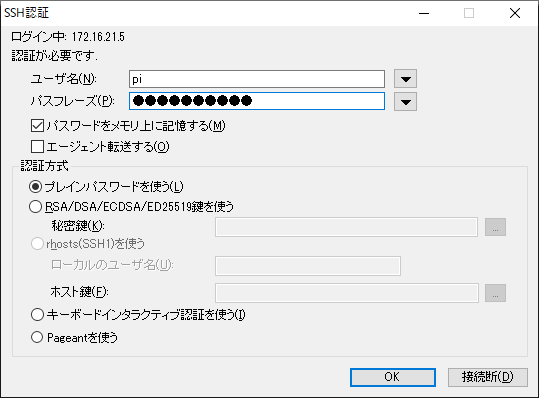 SSH認証
ログイン中: 172.16.21.5
認証が必要です.
ユーザ名(N): pi
パスフレーズ(P): ●●●●●●●●●●
パスワードをメモリ上に記憶する(M)
エージェント転送する(O)
認証方式
プレインパスワードを使う(L)
RSA/DSA/ECDSA/ED25519鍵を使う
秘密鍵(K): ...
rhosts(SSH1)を使う
ローカルのユーザ名(U):
ホスト鍵(F): ...
キーボードインタラクティブ認証を使う(I)
Pageantを使う
OK 接続断(D)